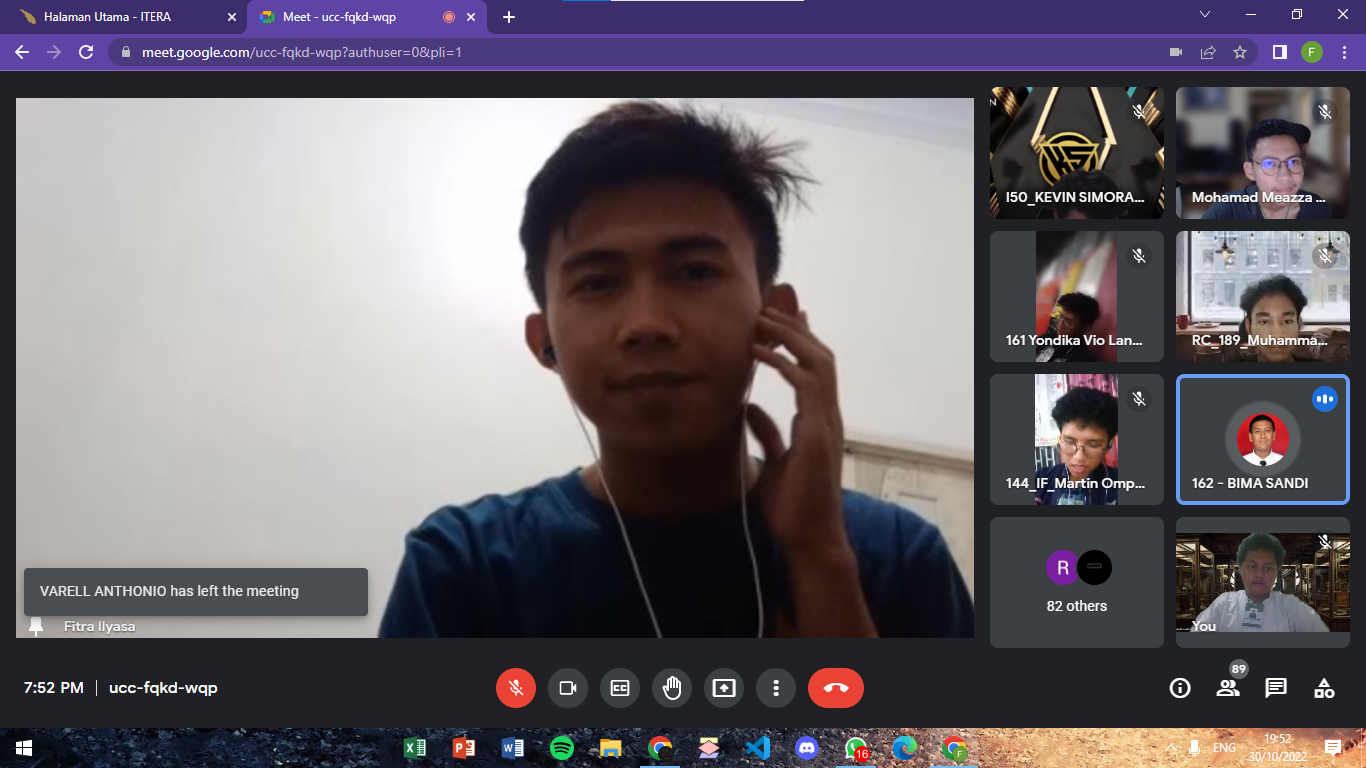 Halaman Utama - ITERA
Meet - ucc-fqkd-wqp
meet.google.com/ucc-fqkd-wqp?authuser=0&pli=1
F
I50_KEVIN SIMORA...
Mohamad Meazza ...
161 Yondika Vio Lan...
RC_189_Muhamma...
144_IF_Martin Omp...
162 - BIMA SANDI
R
82 others
You
VARELL ANTHONIO has left the meeting
Fitra Ilyasa
7:52 PM | ucc-fqkd-wqp
CC
89
16
F
ENG
19:52
30/10/2022